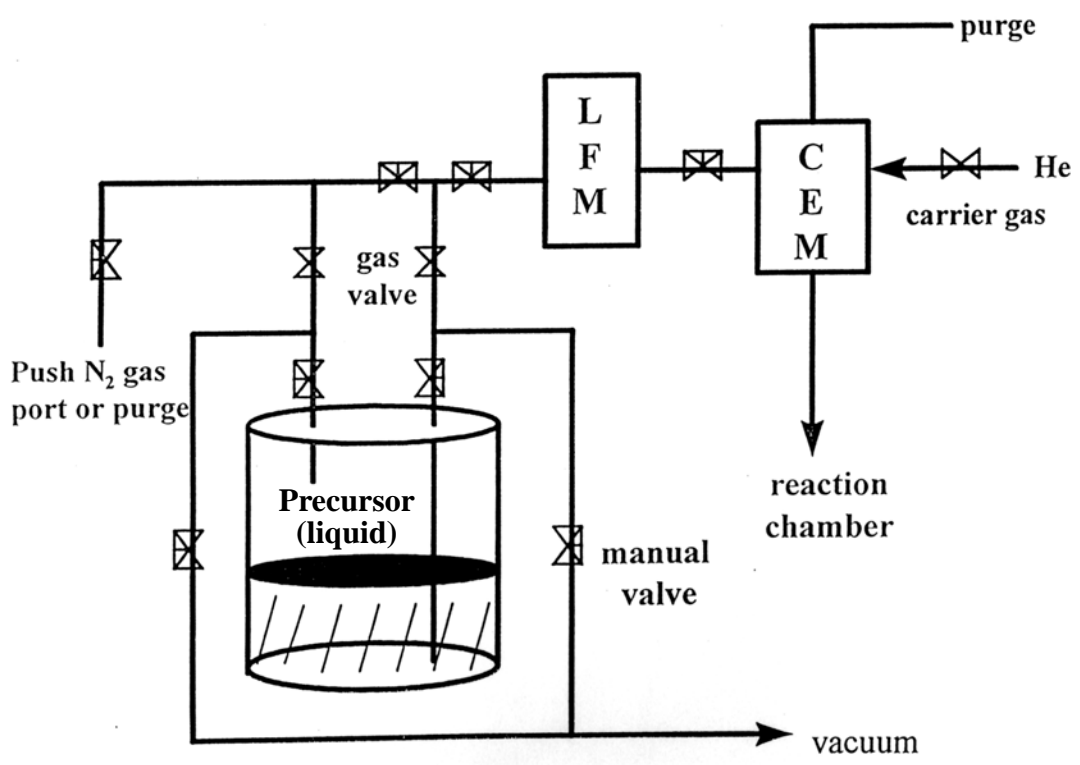 purge
L
F
M
C
E
M
He
carrier gas
gas
valve
Push N₂ gas
port or purge
Precursor
(liquid)
reaction
chamber
manual
valve
vacuum